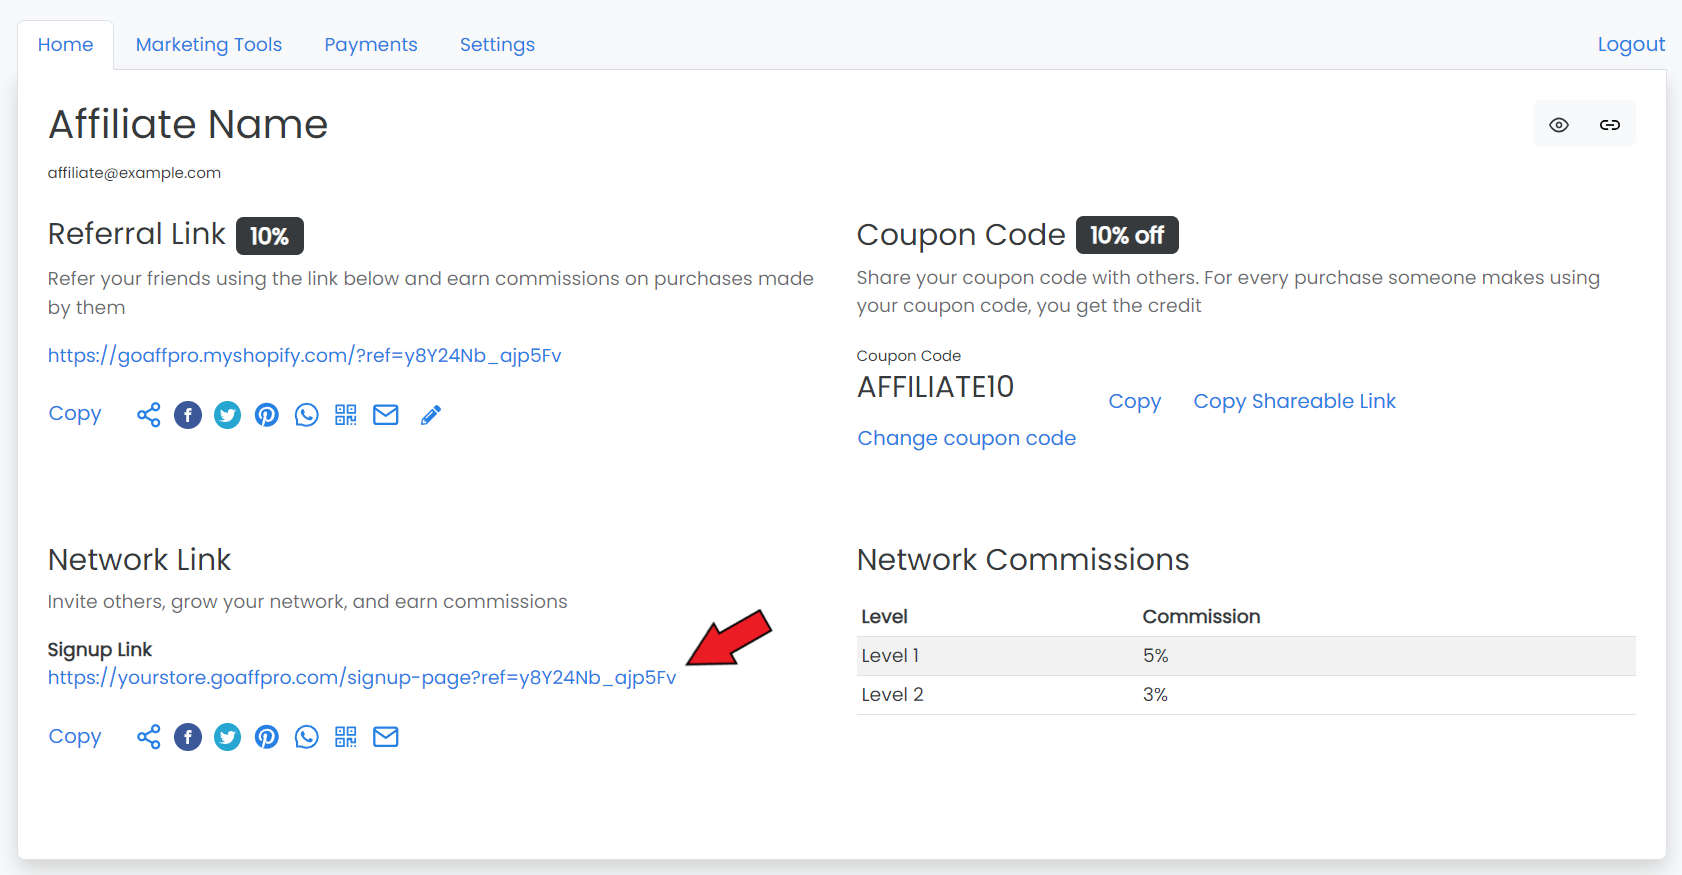 Home
Marketing Tools
Payments
Settings
Logout
Affiliate Name
affiliate@example.com
Referral Link 10%
Refer your friends using the link below and earn commissions on purchases made
by them
https://goaffpro.myshopify.com/?ref=y8Y24Nb_ajp5Fv
Copy
Coupon Code 10% off
Share your coupon code with others. For every purchase someone makes using
your coupon code, you get the credit
Coupon Code
AFFILIATE10
Copy
Copy Shareable Link
Change coupon code
Network Link
Invite others, grow your network, and earn commissions
Signup Link
https://yourstore.goaffpro.com/signup-page?ref=y8Y24Nb_ajp5Fv
Copy
Network Commissions
Level Commission
Level 1 5%
Level 2 3%